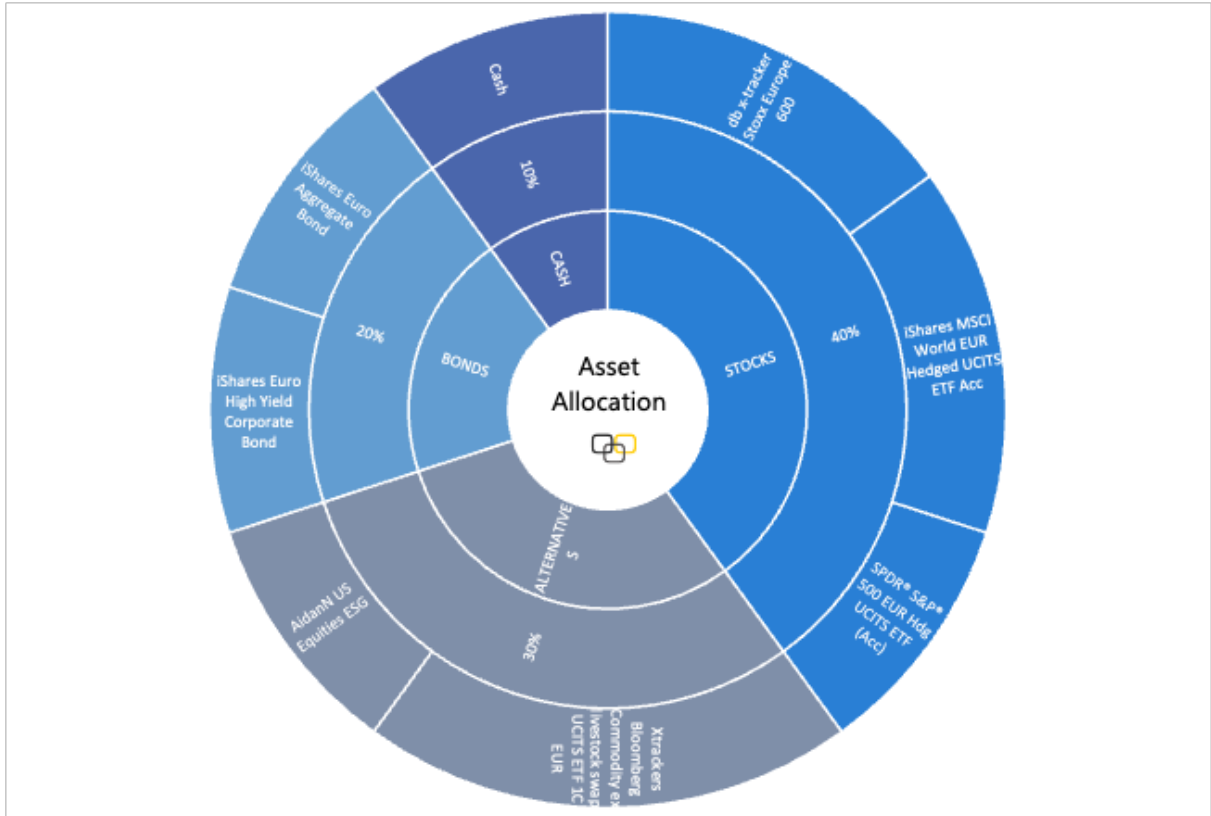 Asset
Allocation
STOCKS
40%
db x-tracker
Stoxx Europe
600
iShares MSCI
World EUR
Hedged UCITS
ETF Acc
SPDR® S&P®
500 EUR Hdg
UCITS ETF
(Acc)
ALTERNATIVE
S
30%
Xtrackers
Bloomberg
Commodity ex
livestock swap
UCITS ETF 1C
EUR
AidanN US
Equities ESG
BONDS
20%
iShares Euro
High Yield
Corporate
Bond
iShares Euro
Aggregate
Bond
CASH
10%
Cash